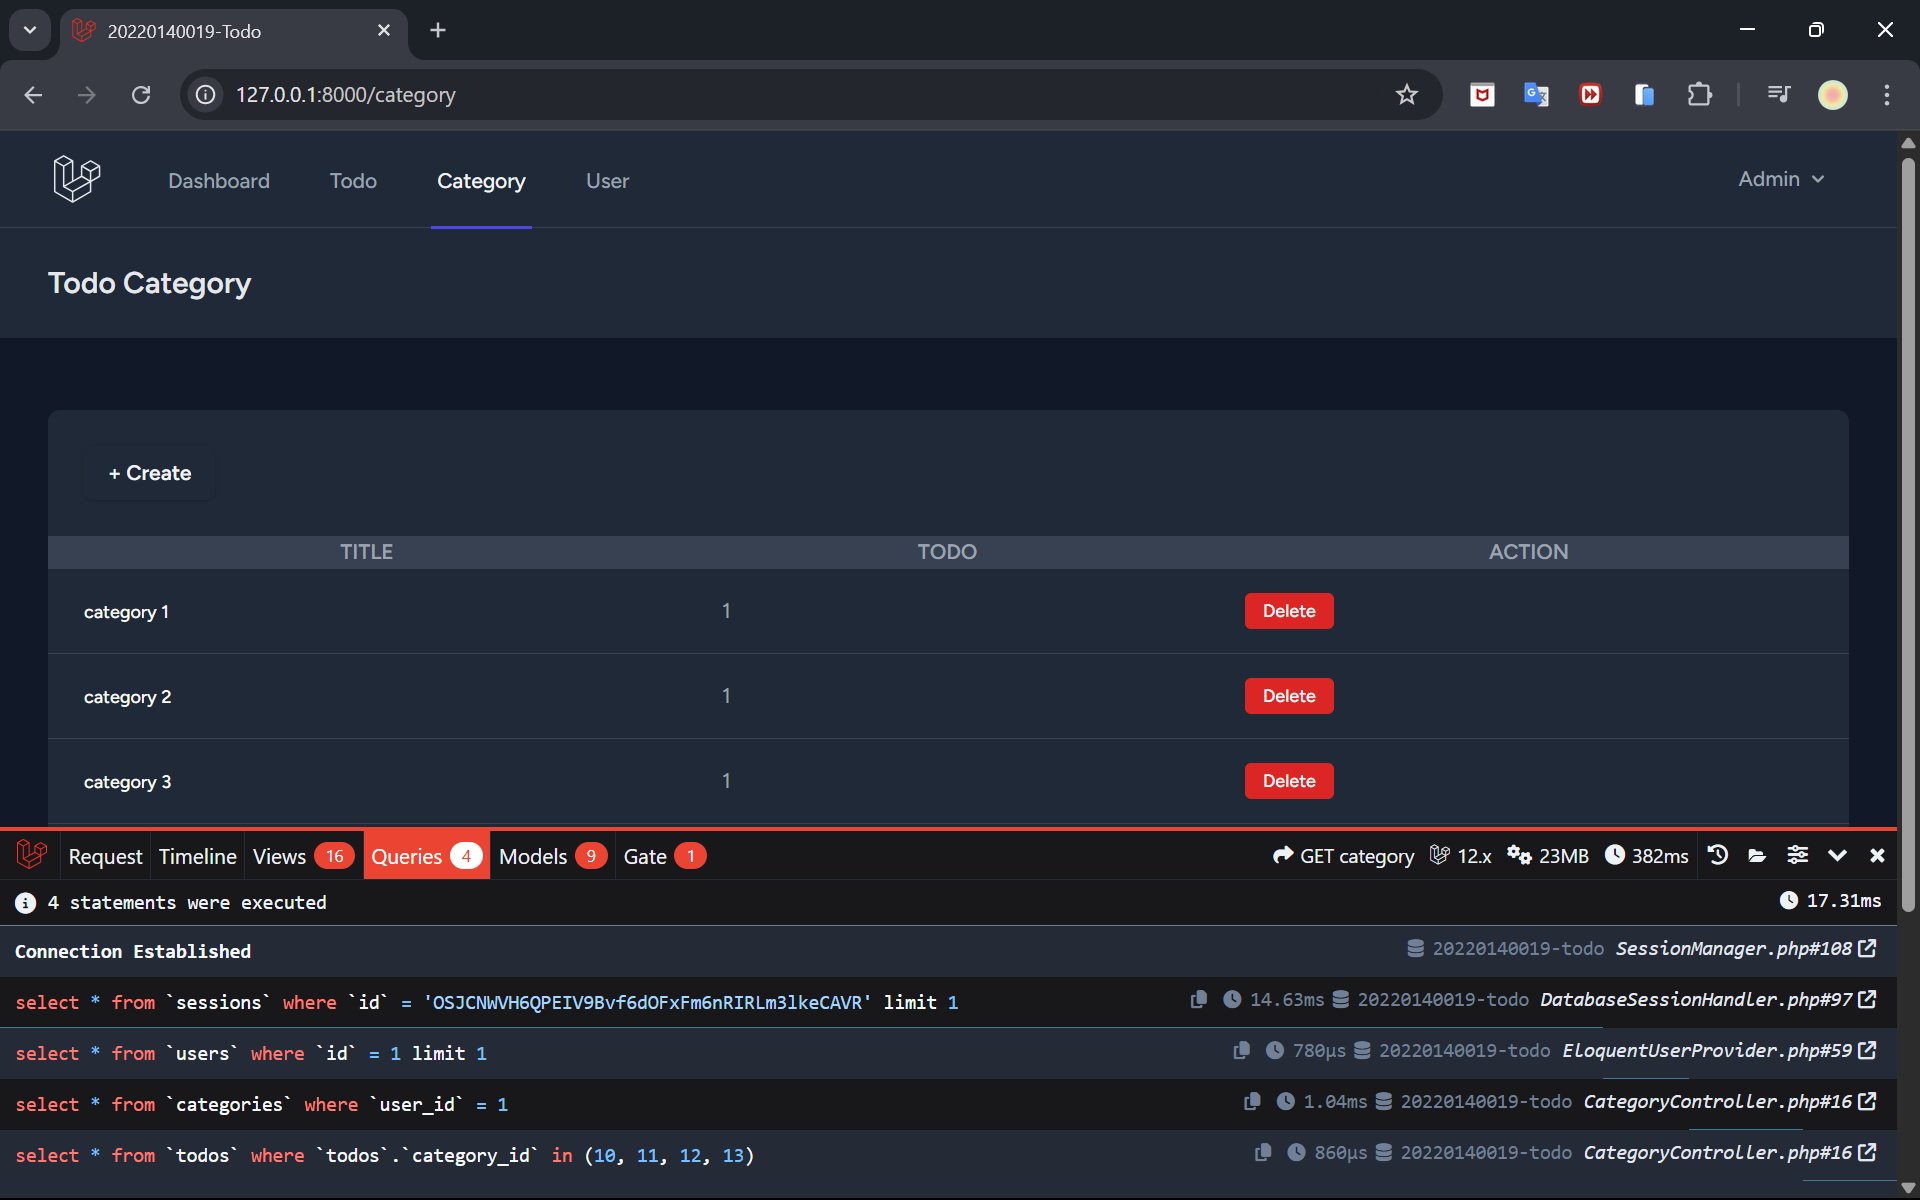 20220140019-Todo
127.0.0.1:8000/category
Dashboard Todo Category User Admin
Todo Category
+ Create
TITLE TODO ACTION
category 1 1 Delete
category 2 1 Delete
category 3 1 Delete
Request Timeline Views 16 Queries 4 Models 9 Gate 1 GET category 12.x 23MB 382ms
4 statements were executed 17.31ms
Connection Established 20220140019-todo SessionManager.php#108
select * from `sessions` where `id` = 'OSJCNWVH6QPEIV9Bvf6dOFxFm6nRIRLm3lkeCAVR' limit 1 14.63ms 20220140019-todo DatabaseSessionHandler.php#97
select * from `users` where `id` = 1 limit 1 780μs 20220140019-todo EloquentUserProvider.php#59
select * from `categories` where `user_id` = 1 1.04ms 20220140019-todo CategoryController.php#16
select * from `todos` where `todos`.`category_id` in (10, 11, 12, 13) 860μs 20220140019-todo CategoryController.php#16